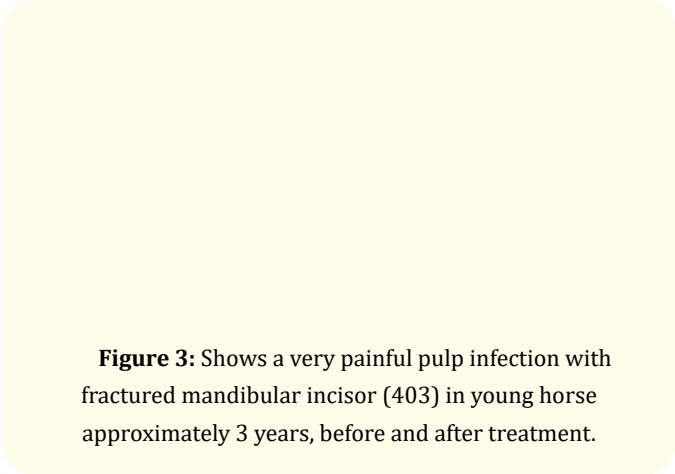 Figure 3: Shows a very painful pulp infection with
fractured mandibular incisor (403) in young horse
approximately 3 years, before and after treatment.